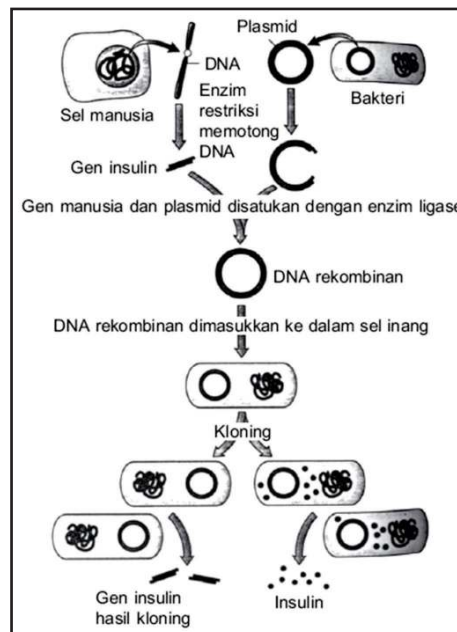 Plasmid
DNA
Sel manusia
Bakteri
Enzim
restriksi
memotong
DNA
Gen insulin
Gen manusia dan plasmid disatukan dengan enzim ligase
DNA rekombinan
DNA rekombinan dimasukkan ke dalam sel inang
Kloning
Gen insulin
hasil kloning
Insulin